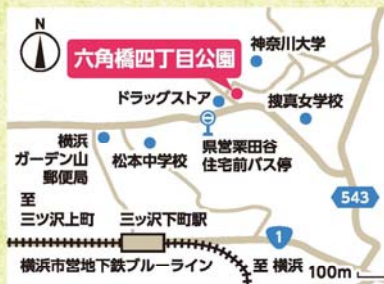 N
神奈川大学
六角橋四丁目公園
ドラッグストア
捜真女学校
横浜
ガーデン山
郵便局
松本中学校
県営栗田谷
住宅前バス停
至
三ツ沢上町
三ッ沢下町駅
543
1
横浜市営地下鉄ブルーライン
至 横浜
100m